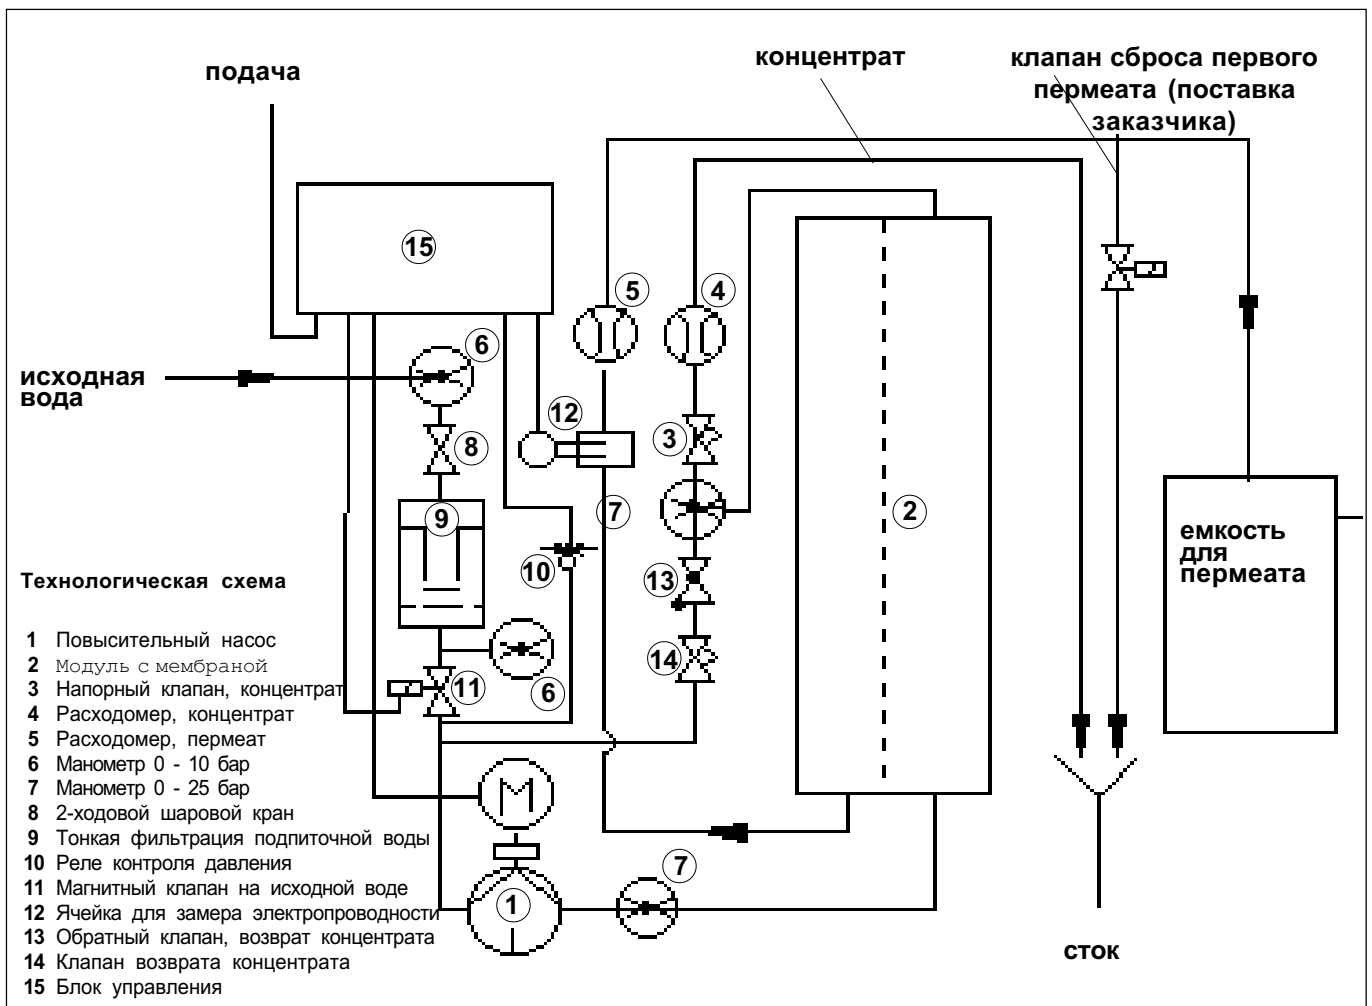 подача
концентрат
клапан сброса первого
пермеата (поставка
заказчика)
15
5
4
6
исходная
вода
12
8
3
9
7
2
10
13
емкость
для
пермеата
14
11
6
Технологическая схема
1 Повысительный насос
2 Модуль с мембраной
3 Напорный клапан, концентрат
4 Расходомер, концентрат
5 Расходомер, пермеат
6 Манометр 0 - 10 бар
7 Манометр 0 - 25 бар
8 2-ходовой шаровой кран
9 Тонкая фильтрация подпиточной воды
10 Реле контроля давления
11 Магнитный клапан на исходной воде
12 Ячейка для замера электропроводности
13 Обратный клапан, возврат концентрата
14 Клапан возврата концентрата
15 Блок управления
M
7
1
сток